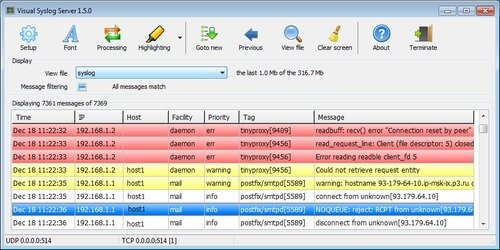 Visual Syslog Server 1.5.0
Setup Font Processing Highlighting Goto new Previous View file Clear screen About Terminate
Display
View file syslog the last 1.0 Mb of the 316.7 Mb
Message filtering All messages match
Displaying 7361 messages of 7369
Time IP Host Facility Priority Tag Message
Dec 18 11:22:32 192.168.1.2 daemon err tinyproxy[9409] readbuff: recv() error "Connection reset by peer"
Dec 18 11:22:33 192.168.1.2 daemon err tinyproxy[9456] read_request_line: Client (file descriptor: 5) closed
Dec 18 11:22:33 192.168.1.2 daemon err tinyproxy[9456] Error reading readble client_fd 5
Dec 18 11:22:33 192.168.1.2 host1 daemon warning tinyproxy[9456] Could not retrieve request entity
Dec 18 11:22:35 192.168.1.1 host1 mail warning postfix/smtpd[5589] warning: hostname 93-179-64-10.ip-msk-ix.p3.ru
Dec 18 11:22:35 192.168.1.1 host1 mail info postfix/smtpd[5589] connect from unknown[93.179.64.10]
Dec 18 11:22:36 192.168.1.1 host1 mail info postfix/smtpd[5589] NOQUEUE: reject: RCPT from unknown[93.179.6
Dec 18 11:22:36 192.168.1.1 host1 mail info postfix/smtpd[5589] disconnect from unknown[93.179.64.10]
UDP 0.0.0.0:514 TCP 0.0.0.0:514 [1]